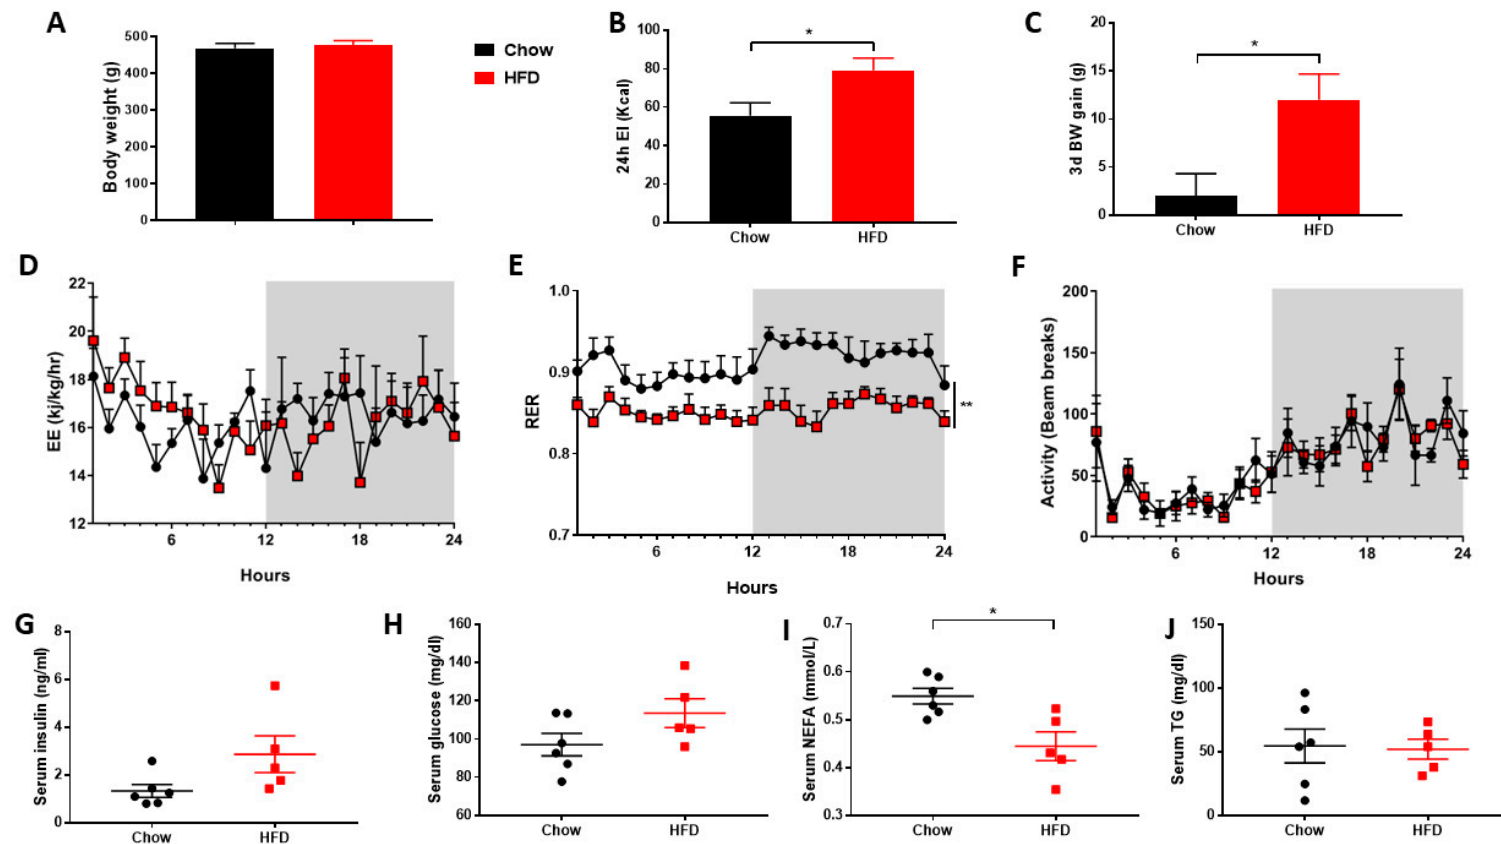 A
Body weight (g)
500
400
300
200
100
0
Chow
HFD
B
24h EI (Kcal)
100
80
60
40
20
0
*
Chow HFD
C
3d BW gain (g)
20
15
10
5
0
*
Chow HFD
D
EE (kj/kg/hr)
22
20
18
16
14
12
6 12 18 24
Hours
E
RER
1.0
0.9
0.8
0.7
**
6 12 18 24
Hours
F
Activity (Beam breaks)
200
150
100
50
0
6 12 18 24
Hours
G
Serum insulin (ng/ml)
8
6
4
2
0
Chow HFD
H
Serum glucose (mg/dl)
160
140
120
100
80
60
Chow HFD
I
Serum NEFA (mmol/L)
0.7
0.6
0.5
0.4
0.3
*
Chow HFD
J
Serum TG (mg/dl)
150
100
50
0
Chow HFD